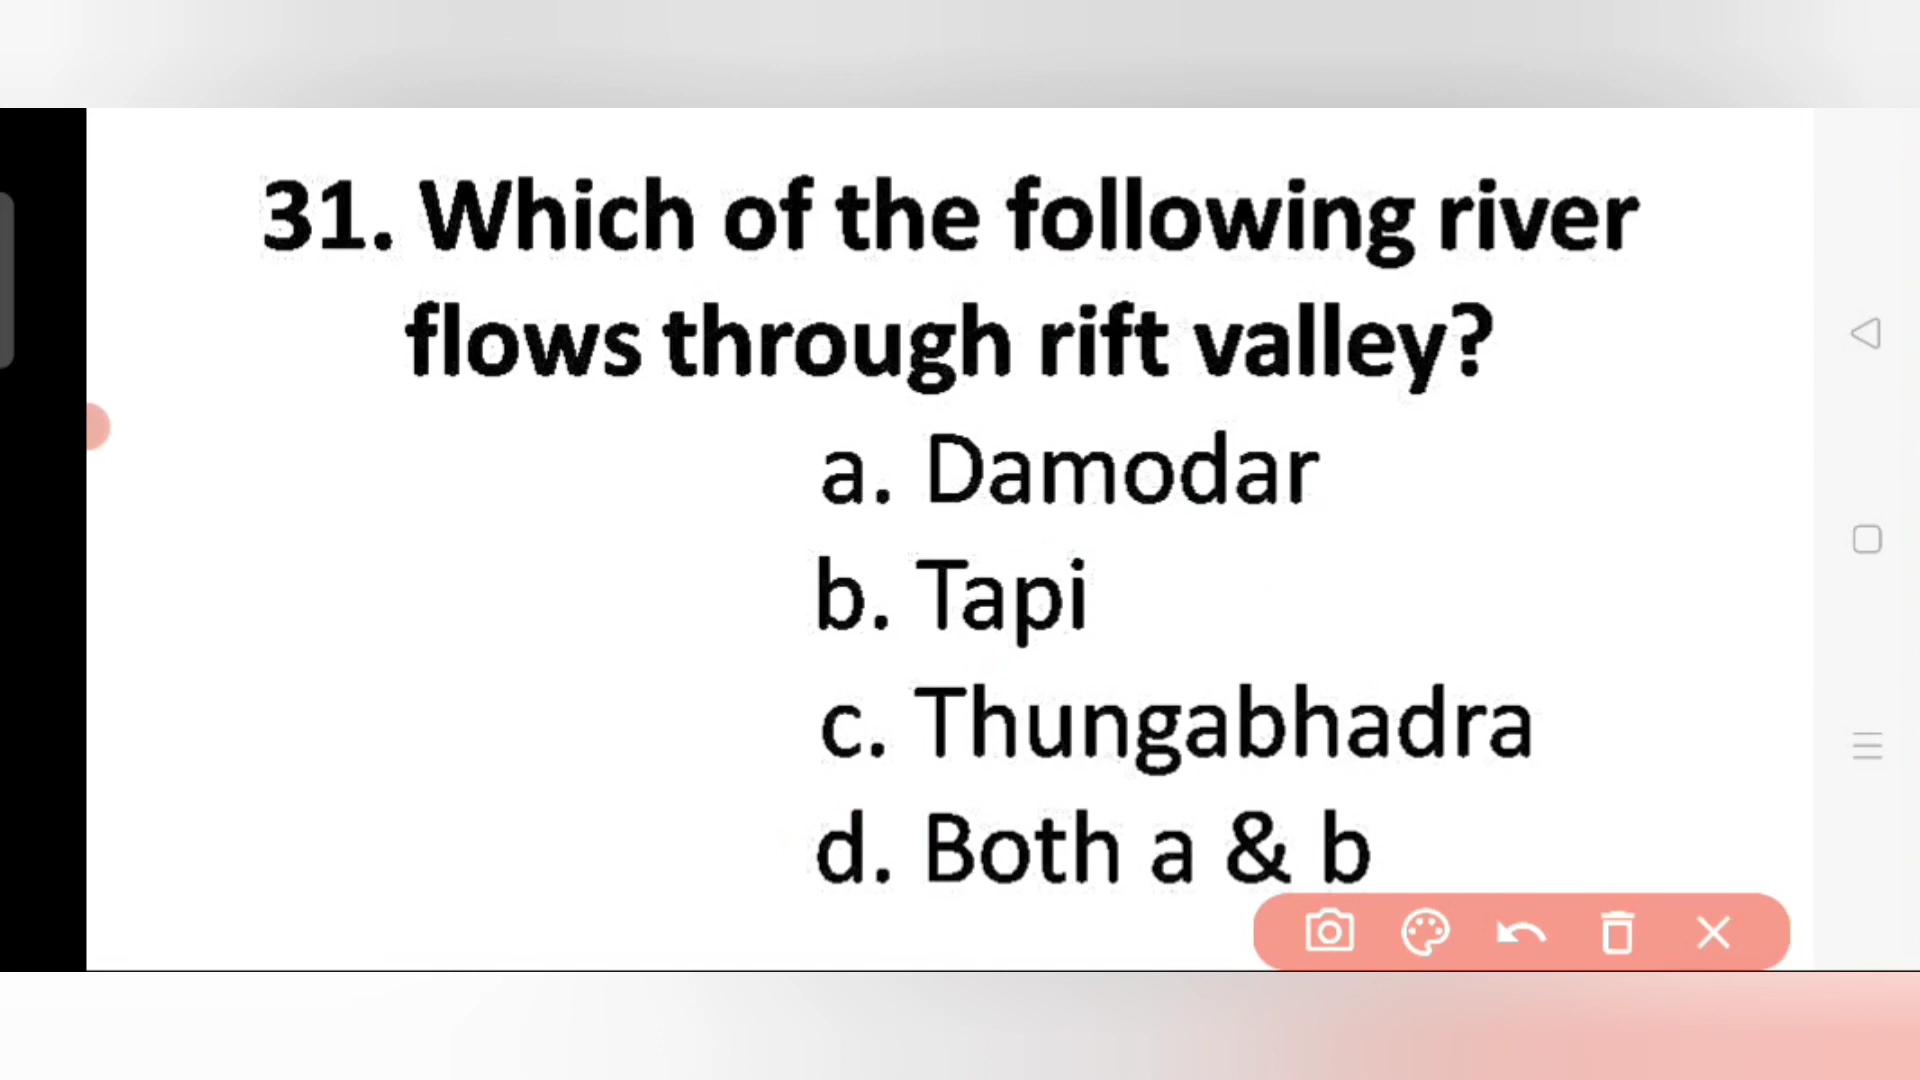 31. Which of the following river
flows through rift valley?
a. Damodar
b. Tapi
c. Thungabhadra
d. Both a & b